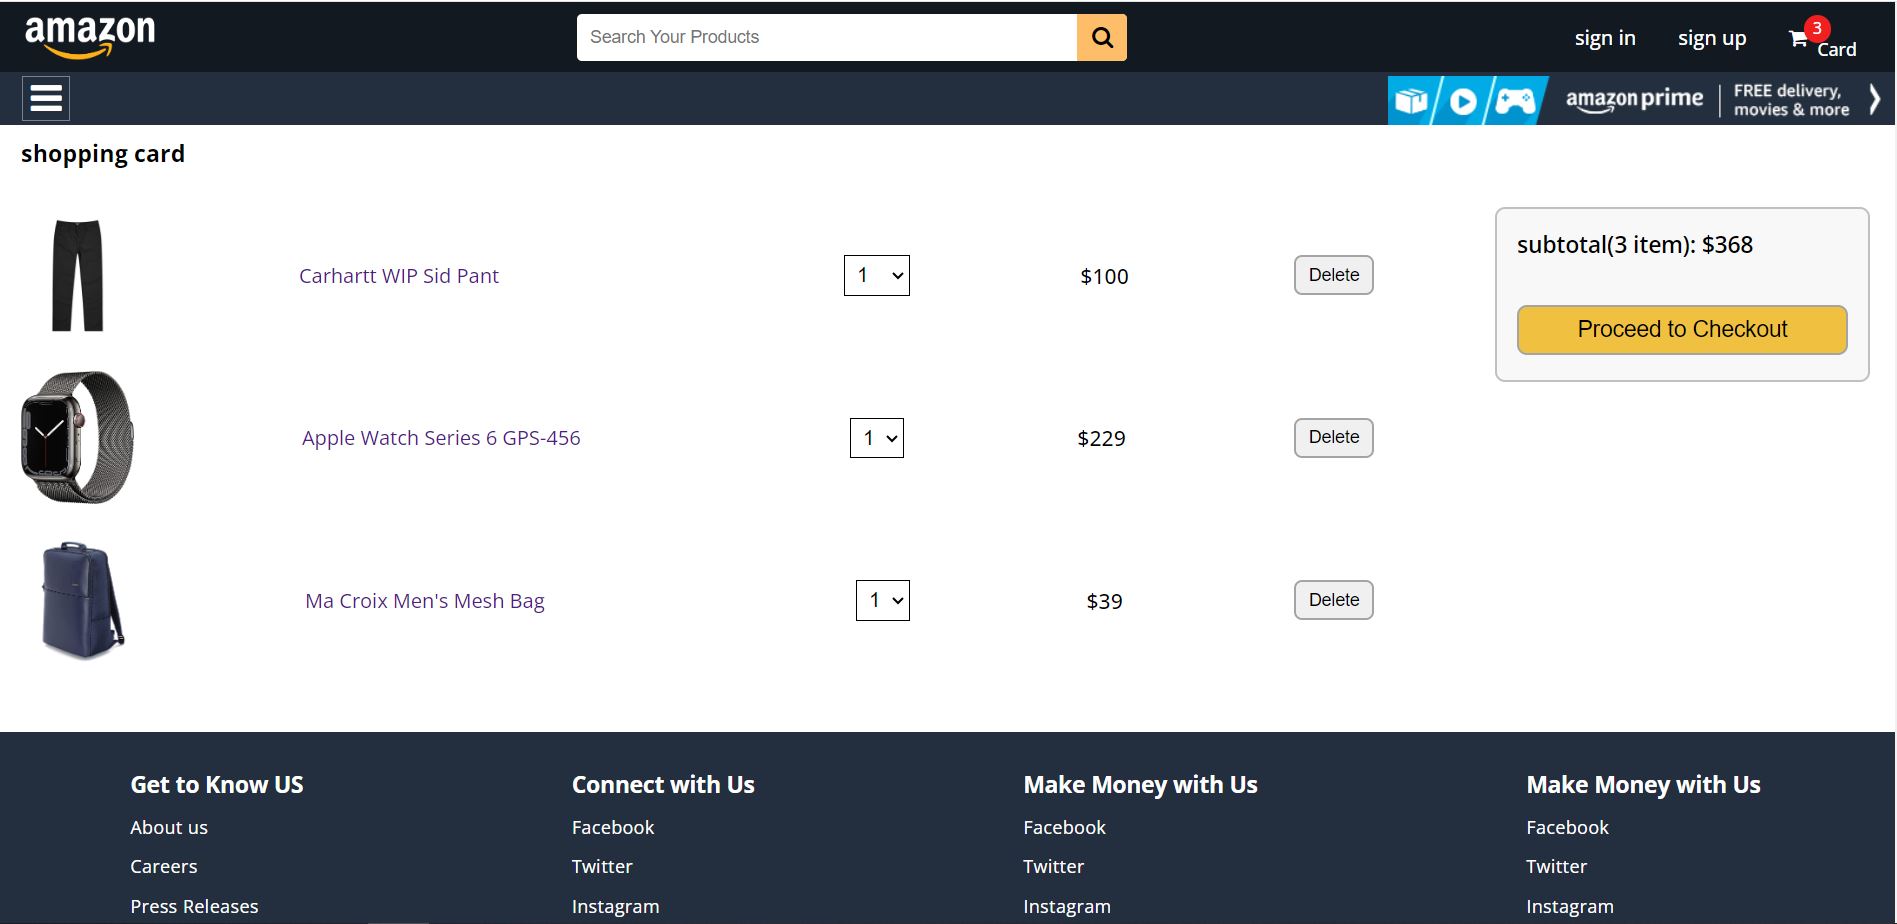 amazon
Search Your Products
sign in
sign up
3
Card
amazon prime
FREE delivery,
movies & more
shopping card
Carhartt WIP Sid Pant
1
$100
Delete
subtotal(3 item): $368
Proceed to Checkout
Apple Watch Series 6 GPS-456
1
$229
Delete
Ma Croix Men's Mesh Bag
1
$39
Delete
Get to Know US
Connect with Us
Make Money with Us
Make Money with Us
About us
Facebook
Facebook
Facebook
Careers
Twitter
Twitter
Twitter
Press Releases
Instagram
Instagram
Instagram